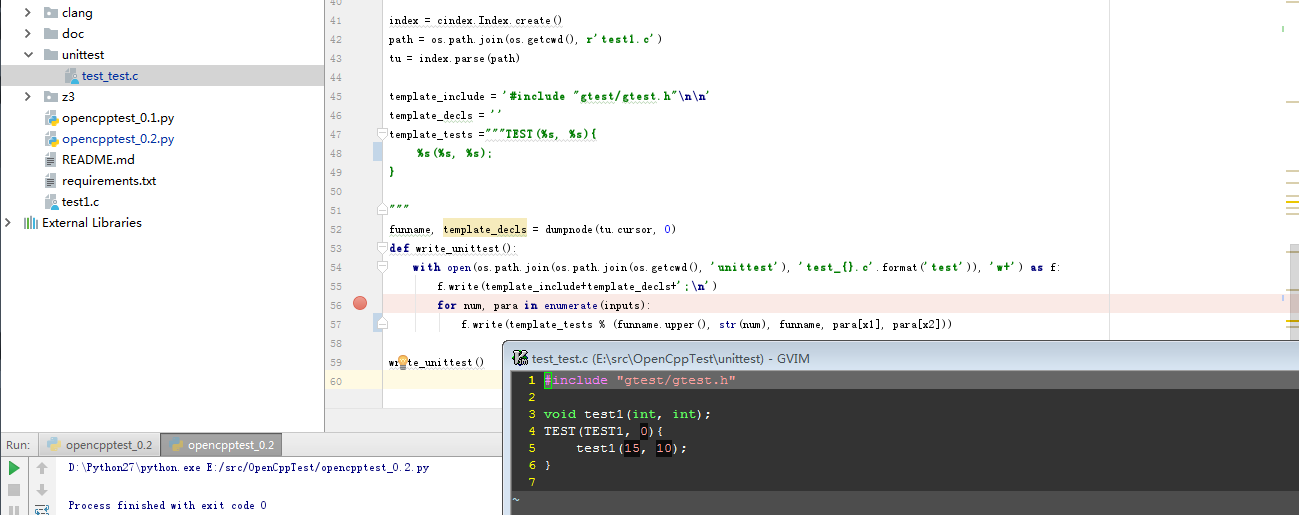 clang
doc
unittest
test_test.c
z3
opencpptest_0.1.py
opencpptest_0.2.py
README.md
requirements.txt
test1.c
External Libraries
40
41 index = cindex.Index.create()
42 path = os.path.join(os.getcwd(), r'test1.c')
43 tu = index.parse(path)
44
45 template_include = '#include "gtest/gtest.h"\n\n'
46 template_decls = ''
47 template_tests ="""TEST(%s, %s){
48 %s(%s, %s);
49 }
50
51 """
52 funname, template_decls = dumpnode(tu.cursor, 0)
53 def write_unittest():
54 with open(os.path.join(os.path.join(os.getcwd(), 'unittest'), 'test_{}.c'.format('test')), 'w+') as f:
55 f.write(template_include+template_decls+';\n')
56 for num, para in enumerate(inputs):
57 f.write(template_tests % (funname.upper(), str(num), funname, para[x1], para[x2]))
58
59 write_unittest()
60
test_test.c (E:\src\OpenCppTest\unittest) - GVIM
1 #include "gtest/gtest.h"
2
3 void test1(int, int);
4 TEST(TEST1, 0){
5 test1(15, 10);
6 }
7
~
Run: opencpptest_0.2 opencpptest_0.2
D:\Python27\python.exe E:/src/OpenCppTest/opencpptest_0.2.py
Process finished with exit code 0